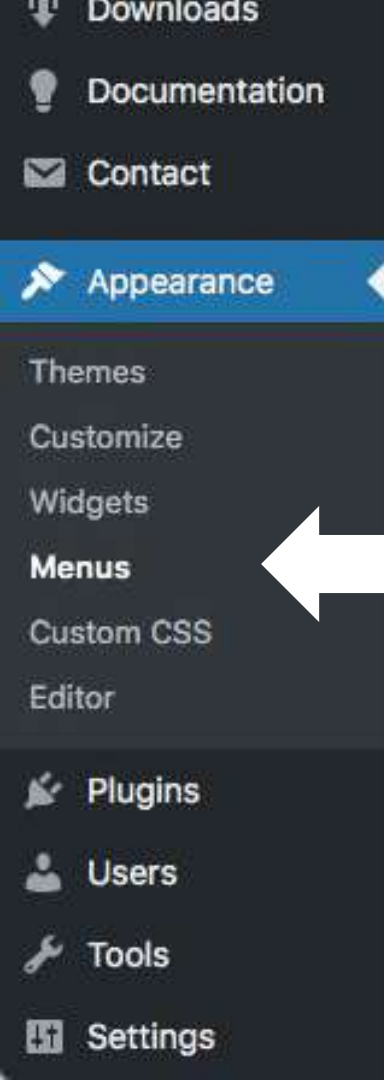 Downloads
Documentation
Contact
Appearance
Themes
Customize
Widgets
Menus
Custom CSS
Editor
Plugins
Users
Tools
Settings